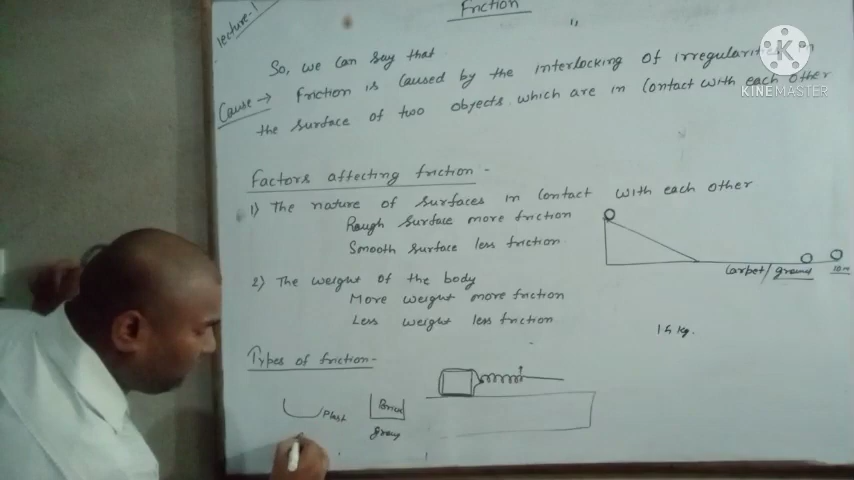 Lecture-1
Friction
So, we can say that
Cause → Friction is caused by the interlocking of irregularities in
the surface of two objects which are in contact with each other
KINEMASTER
Factors affecting friction -
1) The nature of surfaces in contact with each other
Rough surface more friction
Smooth surface less friction
Carpet/ground 10m
2) The weight of the body
More weight more friction
Less weight less friction
Types of friction -
Brick